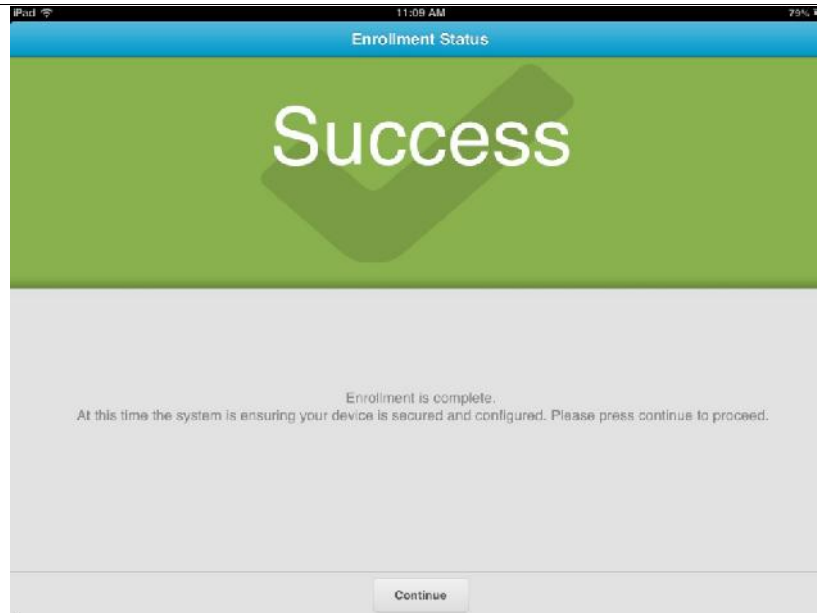 iPad 11:09 AM 79%
Enrollment Status
Success
Enrollment is complete.
At this time the system is ensuring your device is secured and configured. Please press continue to proceed.
Continue